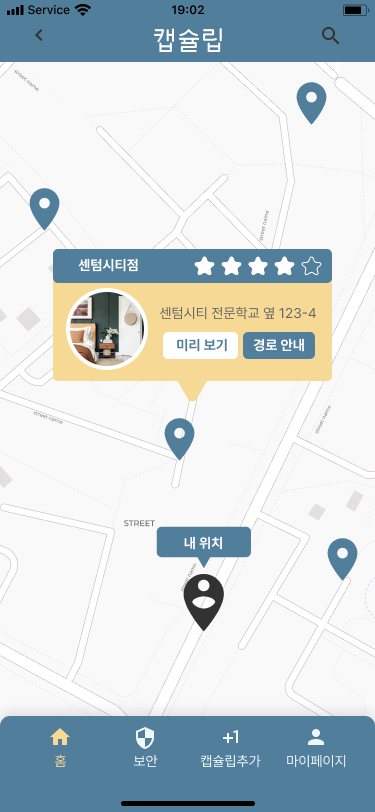 Service
19:02
캡슐립
street name
street name
센텀시티점
센텀시티 전문학교 옆 123-4
미리 보기
경로 안내
street name
street name
STREET
내 위치
street name
홈
보안
+1
캡슐립추가
마이페이지